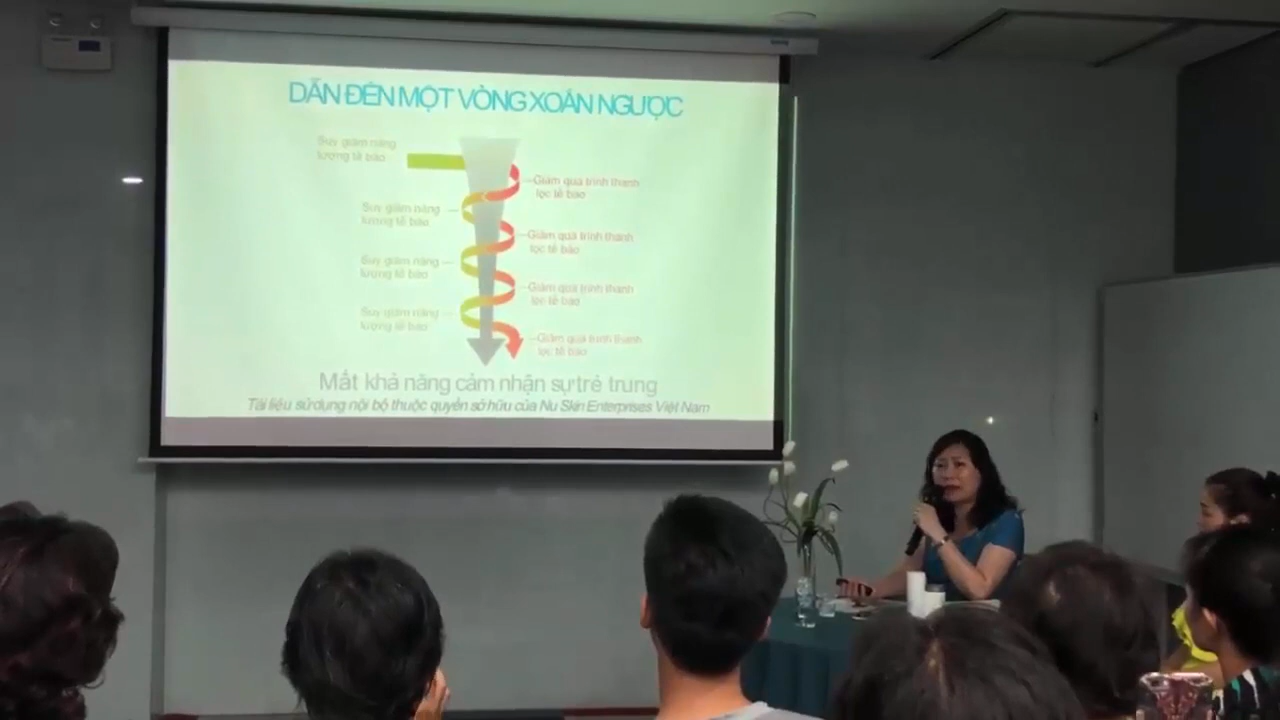 DẪN ĐẾN MỘT VÒNG XOẮN NGƯỢC
Suy giảm năng
lượng tế bào
Giảm quá trình thanh
lọc tế bào
Suy giảm năng
lượng tế bào
Giảm quá trình thanh
lọc tế bào
Suy giảm năng
lượng tế bào
Giảm quá trình thanh
lọc tế bào
Suy giảm năng
lượng tế bào
Giảm quá trình thanh
lọc tế bào
Mất khả năng cảm nhận sự trẻ trung
Tài liệu sử dụng nội bộ thuộc quyền sở hữu của Nu Skin Enterprises Việt Nam